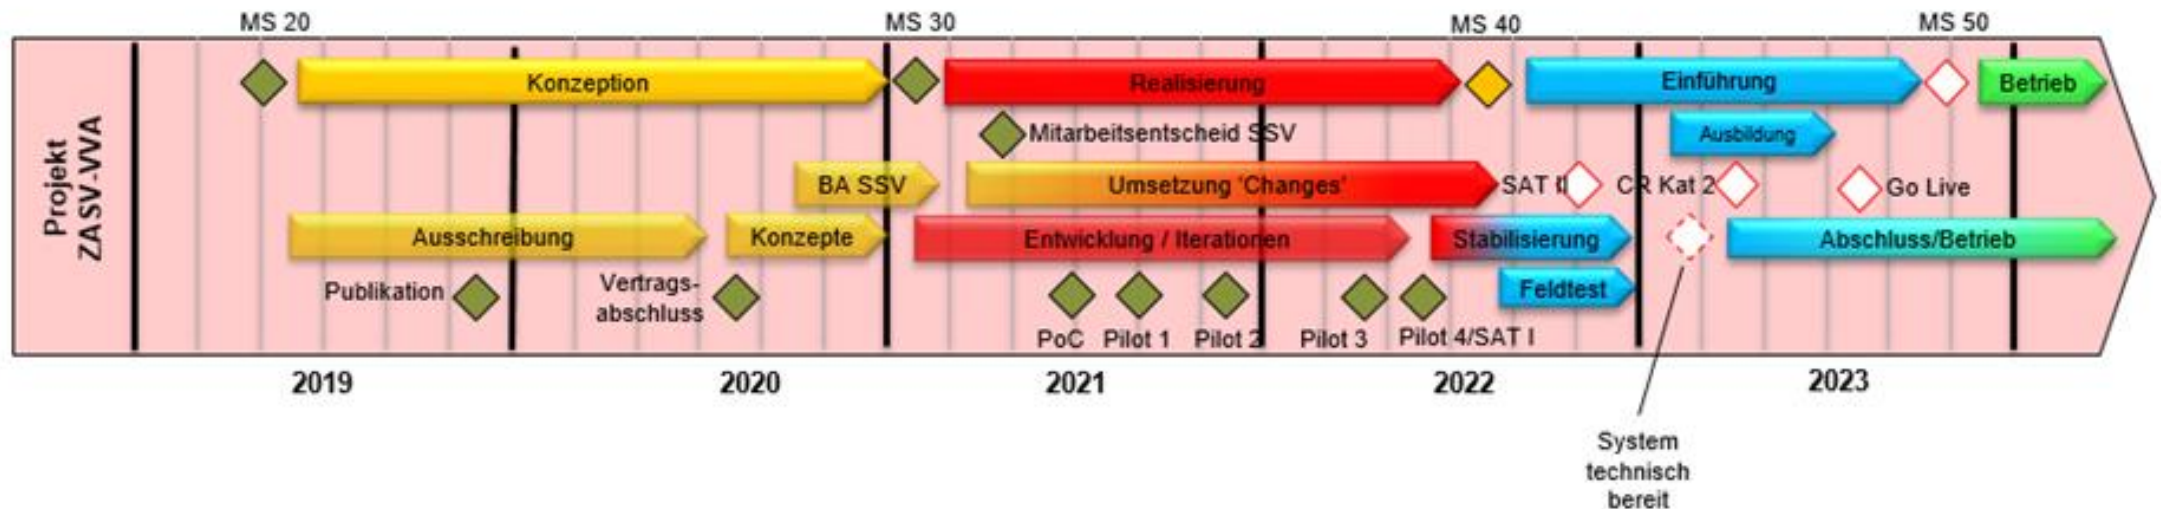 MS 20
MS 30
MS 40
MS 50
Projekt
ZASV-VVA
Konzeption
Realisierung
Einführung
Betrieb
Mitarbeitsentscheid SSV
Ausbildung
BA SSV
Umsetzung 'Changes'
SAT II
CR Kat 2
Go Live
Ausschreibung
Konzepte
Entwicklung / Iterationen
Stabilisierung
Abschluss/Betrieb
Publikation
Vertrags-
abschluss
Feldtest
PoC
Pilot 1
Pilot 2
Pilot 3
Pilot 4/SAT I
2019
2020
2021
2022
2023
System
technisch
bereit